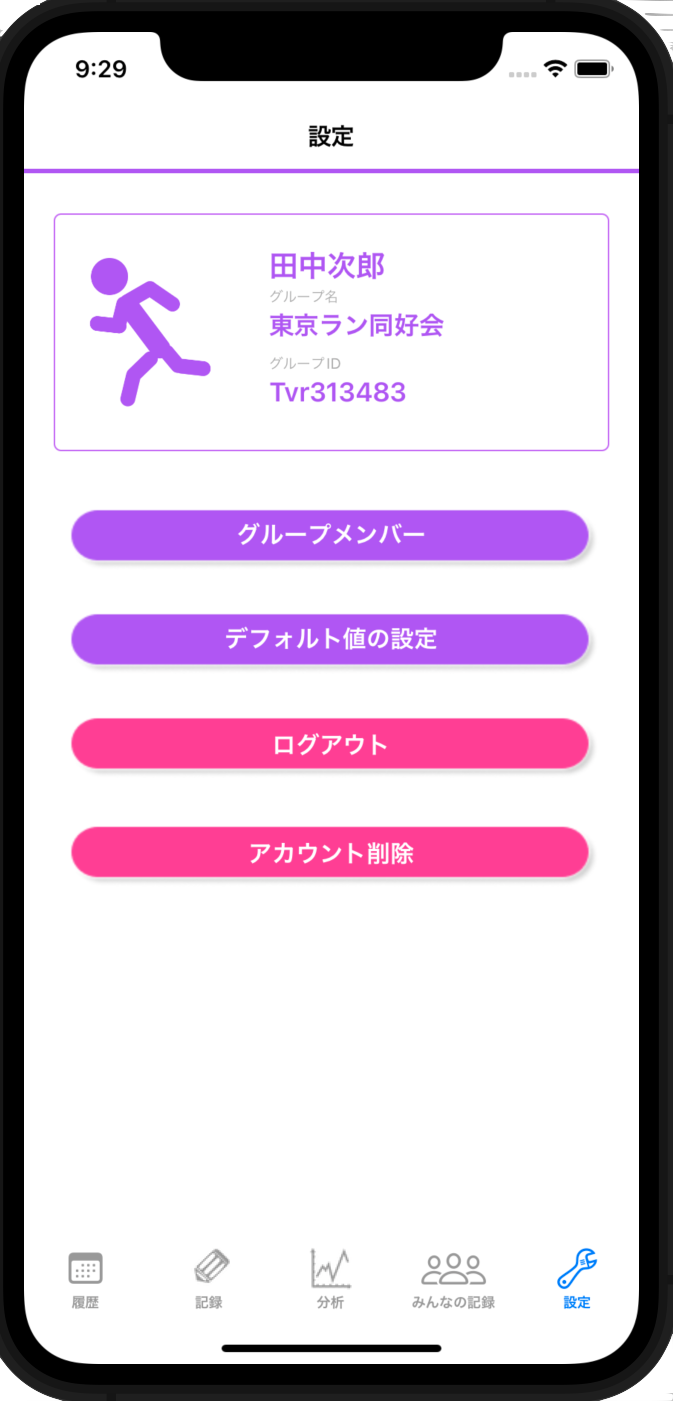 9:29
設定
田中次郎
グループ名
東京ラン同好会
グループID
Tvr313483
グループメンバー
デフォルト値の設定
ログアウト
アカウント削除
履歴
記録
分析
みんなの記録
設定